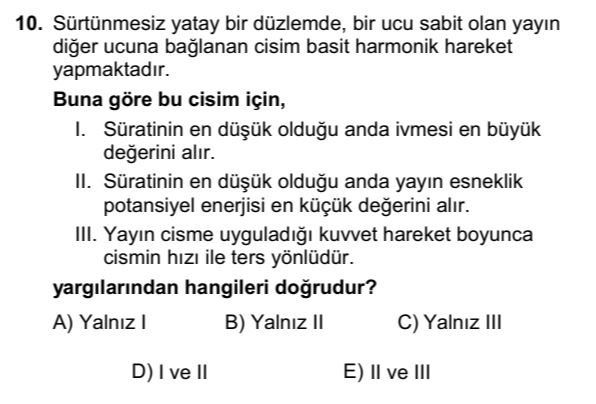 10. Sürtünmesiz yatay bir düzlemde, bir ucu sabit olan yayın
diğer ucuna bağlanan cisim basit harmonik hareket
yapmaktadır.
Buna göre bu cisim için,
I. Süratinin en düşük olduğu anda ivmesi en büyük
değerini alır.
II. Süratinin en düşük olduğu anda yayın esneklik
potansiyel enerjisi en küçük değerini alır.
III. Yayın cisme uyguladığı kuvvet hareket boyunca
cismin hızı ile ters yönlüdür.
yargılarından hangileri doğrudur?
A) Yalnız I B) Yalnız II C) Yalnız III
D) I ve II E) II ve III